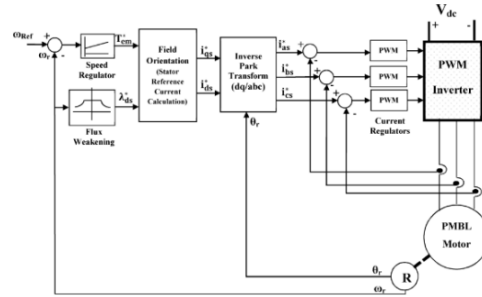 V_dc
+ -
ω_Ref + T*_em
ω_r -
Speed
Regulator
λ*_ds
Flux
Weakening
Field
Orientation
(Stator
Reference
Current
Calculation)
i*_qs
i*_ds
Inverse
Park
Transform
(dq/abc)
θ_r
i*_as
i*_bs
i*_cs
+ -
+ -
+ -
PWM
PWM
PWM
Current
Regulators
PWM
Inverter
PMBL
Motor
R
θ_r
ω_r